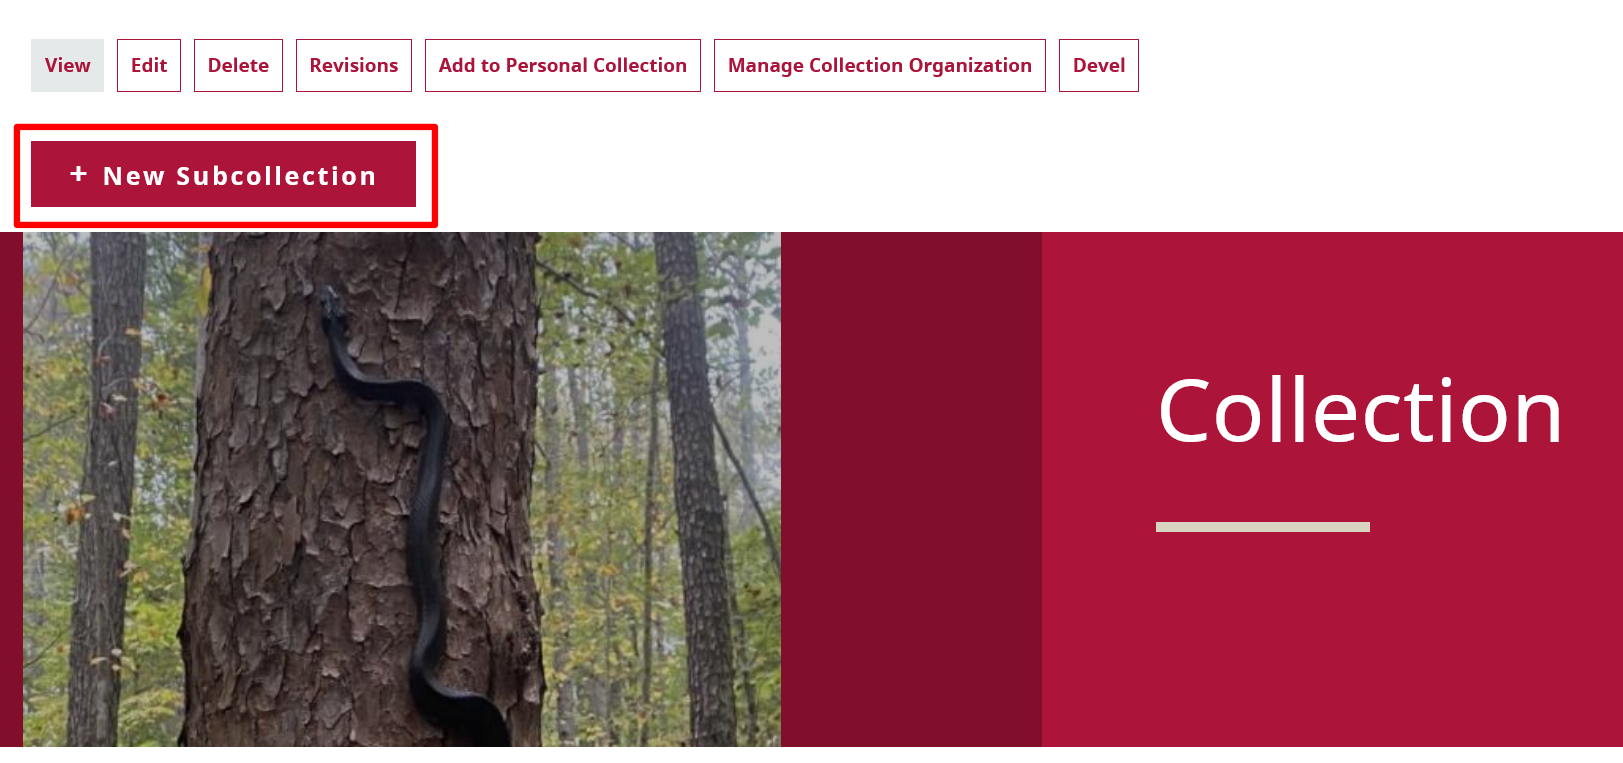 View Edit Delete Revisions Add to Personal Collection Manage Collection Organization Devel
+ New Subcollection
Collection